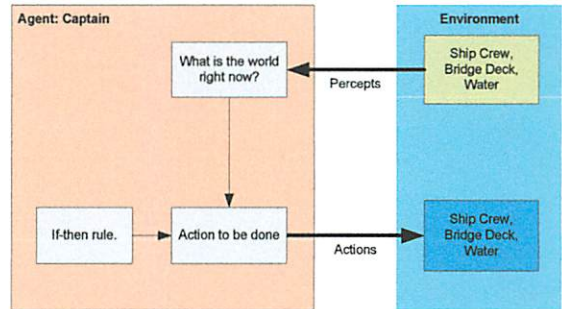 Agent: Captain
Environment
What is the world
right now?
Percepts
Ship Crew,
Bridge Deck,
Water
If-then rule.
Action to be done
Actions
Ship Crew,
Bridge Deck,
Water